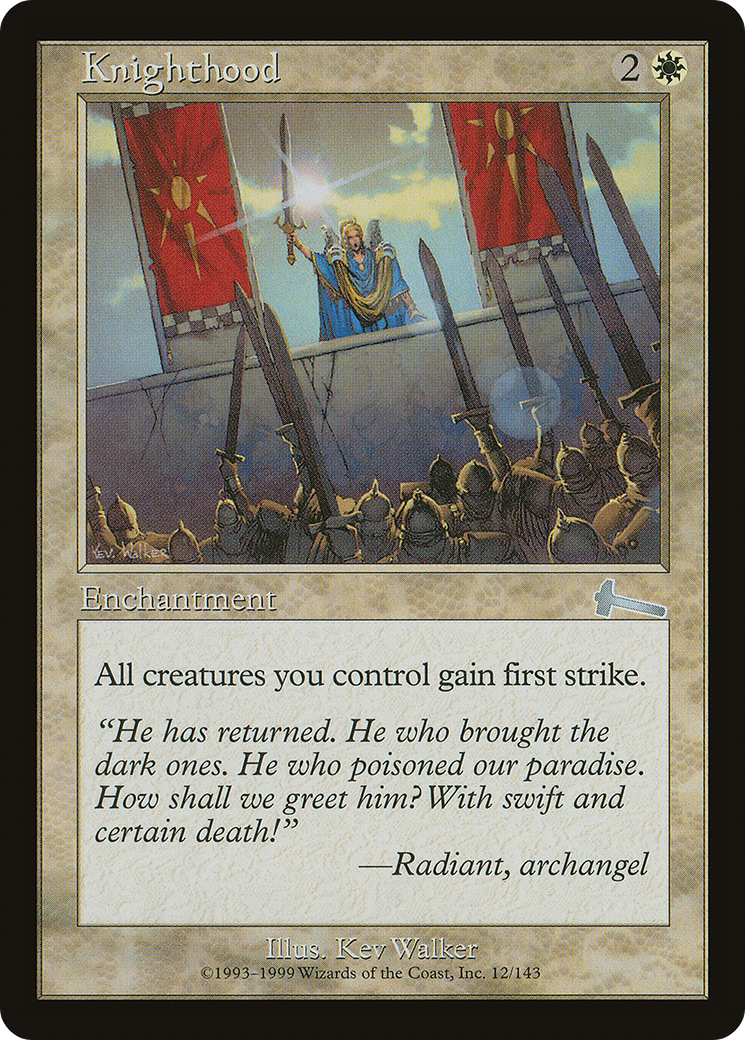 Knighthood 2
KEV. WALKER
Enchantment
All creatures you control gain first strike.
“He has returned. He who brought the
dark ones. He who poisoned our paradise.
How shall we greet him? With swift and
certain death!”
—Radiant, archangel
Illus. Kev Walker
©1993–1999 Wizards of the Coast, Inc. 12/143